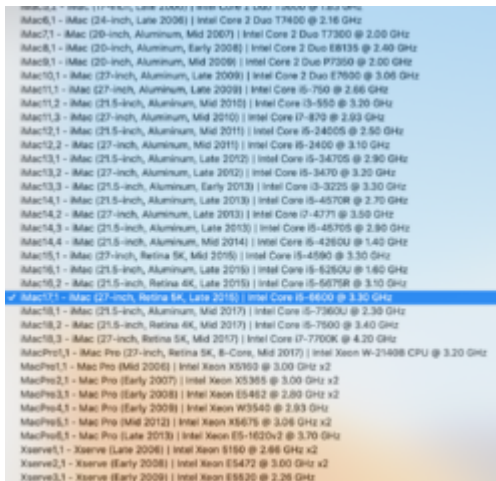 iMac6,1 - iMac (24-inch, Late 2006) | Intel Core 2 Duo T7400 @ 2.16 GHz
iMac7,1 - iMac (20-inch, Aluminum, Mid 2007) | Intel Core 2 Duo T7300 @ 2.00 GHz
iMac8,1 - iMac (20-inch, Aluminum, Early 2008) | Intel Core 2 Duo E8135 @ 2.40 GHz
iMac9,1 - iMac (20-inch, Aluminum, Mid 2009) | Intel Core 2 Duo P7350 @ 2.00 GHz
iMac10,1 - iMac (27-inch, Aluminum, Late 2009) | Intel Core 2 Duo E7600 @ 3.06 GHz
iMac11,1 - iMac (27-inch, Aluminum, Late 2009) | Intel Core i5-750 @ 2.66 GHz
iMac11,2 - iMac (21.5-inch, Aluminum, Mid 2010) | Intel Core i3-550 @ 3.20 GHz
iMac11,3 - iMac (27-inch, Aluminum, Mid 2010) | Intel Core i7-870 @ 2.93 GHz
iMac12,1 - iMac (21.5-inch, Aluminum, Mid 2011) | Intel Core i5-2400S @ 2.50 GHz
iMac12,2 - iMac (27-inch, Aluminum, Mid 2011) | Intel Core i5-2400 @ 3.10 GHz
iMac13,1 - iMac (21.5-inch, Aluminum, Late 2012) | Intel Core i5-3470S @ 2.90 GHz
iMac13,2 - iMac (27-inch, Aluminum, Late 2012) | Intel Core i5-3470 @ 3.20 GHz
iMac13,3 - iMac (21.5-inch, Aluminum, Early 2013) | Intel Core i3-3225 @ 3.30 GHz
iMac14,1 - iMac (21.5-inch, Aluminum, Late 2013) | Intel Core i5-4570R @ 2.70 GHz
iMac14,2 - iMac (27-inch, Aluminum, Late 2013) | Intel Core i7-4771 @ 3.50 GHz
iMac14,3 - iMac (21.5-inch, Aluminum, Late 2013) | Intel Core i5-4570S @ 2.90 GHz
iMac14,4 - iMac (21.5-inch, Aluminum, Mid 2014) | Intel Core i5-4260U @ 1.40 GHz
iMac15,1 - iMac (27-inch, Retina 5K, Mid 2015) | Intel Core i5-4590 @ 3.30 GHz
iMac16,1 - iMac (21.5-inch, Aluminum, Late 2015) | Intel Core i5-5250U @ 1.60 GHz
iMac16,2 - iMac (21.5-inch, Retina 4K, Late 2015) | Intel Core i5-5675R @ 3.10 GHz
✓ iMac17,1 - iMac (27-inch, Retina 5K, Late 2015) | Intel Core i5-6600 @ 3.30 GHz
iMac18,1 - iMac (21.5-inch, Aluminum, Mid 2017) | Intel Core i5-7360U @ 2.30 GHz
iMac18,2 - iMac (21.5-inch, Retina 4K, Mid 2017) | Intel Core i5-7500 @ 3.40 GHz
iMac18,3 - iMac (27-inch, Retina 5K, Mid 2017) | Intel Core i7-7700K @ 4.20 GHz
iMacPro1,1 - iMac Pro (27-inch, Retina 5K, 8-Core, Mid 2017) | Intel Xeon W-2140B CPU @ 3.20 GHz
MacPro1,1 - Mac Pro (Mid 2006) | Intel Xeon X5160 @ 3.00 GHz x2
MacPro2,1 - Mac Pro (Early 2007) | Intel Xeon X5365 @ 3.00 GHz x2
MacPro3,1 - Mac Pro (Early 2008) | Intel Xeon E5462 @ 2.80 GHz x2
MacPro4,1 - Mac Pro (Early 2009) | Intel Xeon W3540 @ 2.93 GHz
MacPro5,1 - Mac Pro (Mid 2012) | Intel Xeon X5675 @ 3.06 GHz x2
MacPro6,1 - Mac Pro (Late 2013) | Intel Xeon E5-1620v2 @ 3.70 GHz
Xserve1,1 - Xserve (Late 2006) | Intel Xeon 5150 @ 2.66 GHz x2
Xserve2,1 - Xserve (Early 2008) | Intel Xeon E5472 @ 3.00 GHz x2
Xserve3,1 - Xserve (Early 2009) | Intel Xeon E5520 @ 2.26 GHz